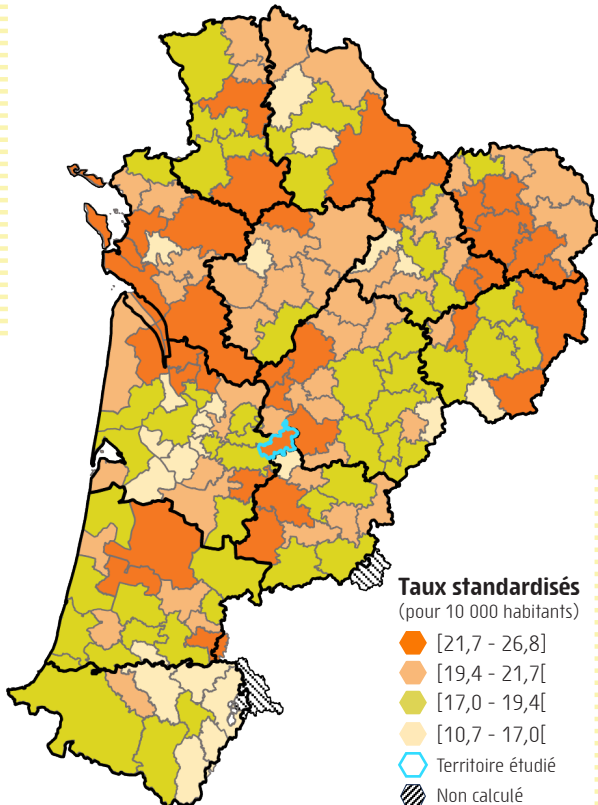 Taux standardisés
(pour 10 000 habitants)
[21,7 - 26,8]
[19,4 - 21,7[
[17,0 - 19,4[
[10,7 - 17,0[
Territoire étudié
Non calculé